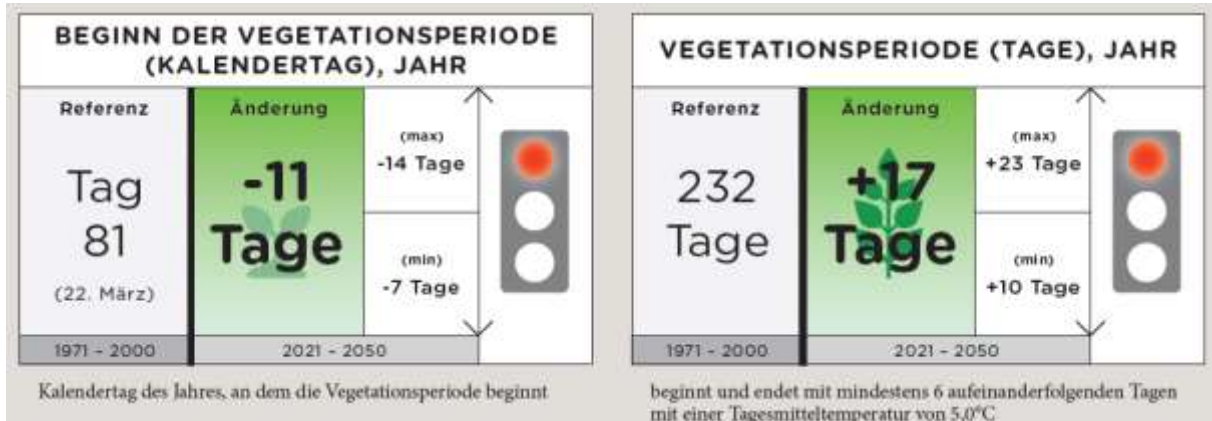 BEGINN DER VEGETATIONSPERIODE
(KALENDERTAG), JAHR
Referenz
Änderung
Tag
81
(22. März)
-11
Tage
(max)
-14 Tage
(min)
-7 Tage
1971 – 2000
2021 – 2050
Kalendertag des Jahres, an dem die Vegetationsperiode beginnt
VEGETATIONSPERIODE (TAGE), JAHR
Referenz
Änderung
232
Tage
+17
Tage
(max)
+23 Tage
(min)
+10 Tage
1971 – 2000
2021 – 2050
beginnt und endet mit mindestens 6 aufeinanderfolgenden Tagen
mit einer Tagesmitteltemperatur von 5,0°C